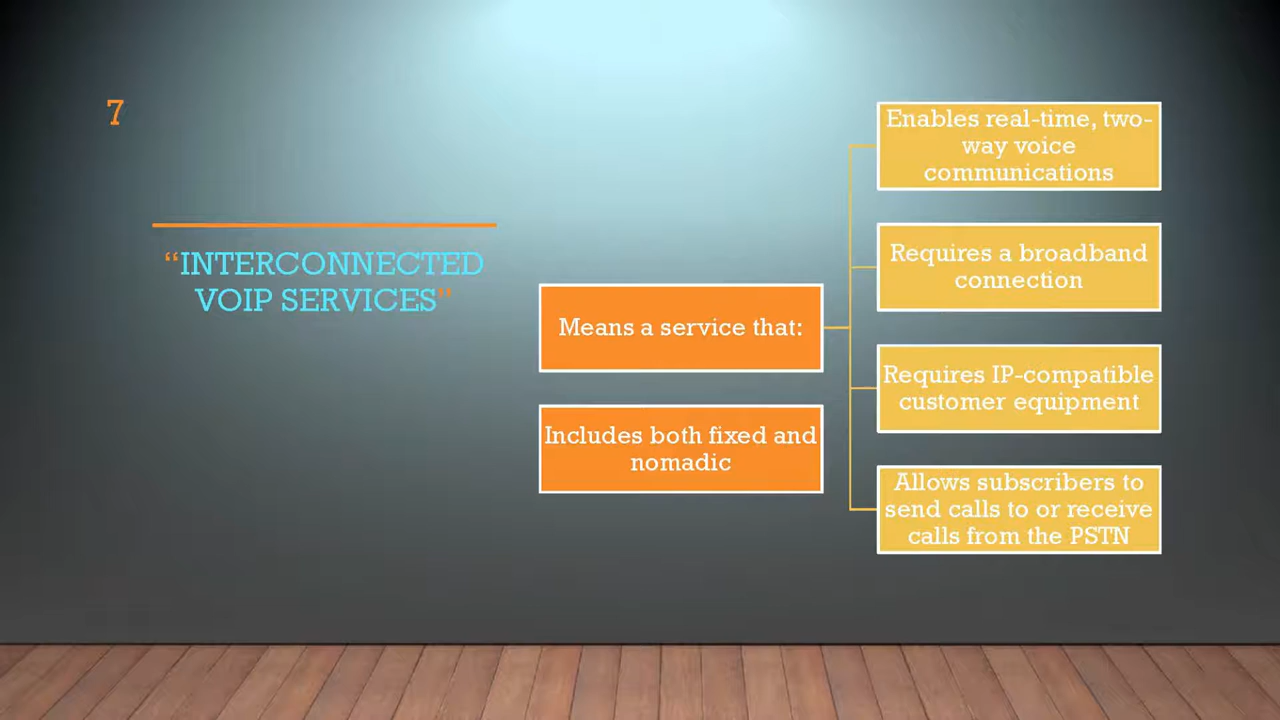 7
“INTERCONNECTED
VOIP SERVICES”
Means a service that:
Includes both fixed and
nomadic
Enables real-time, two-
way voice
communications
Requires a broadband
connection
Requires IP-compatible
customer equipment
Allows subscribers to
send calls to or receive
calls from the PSTN